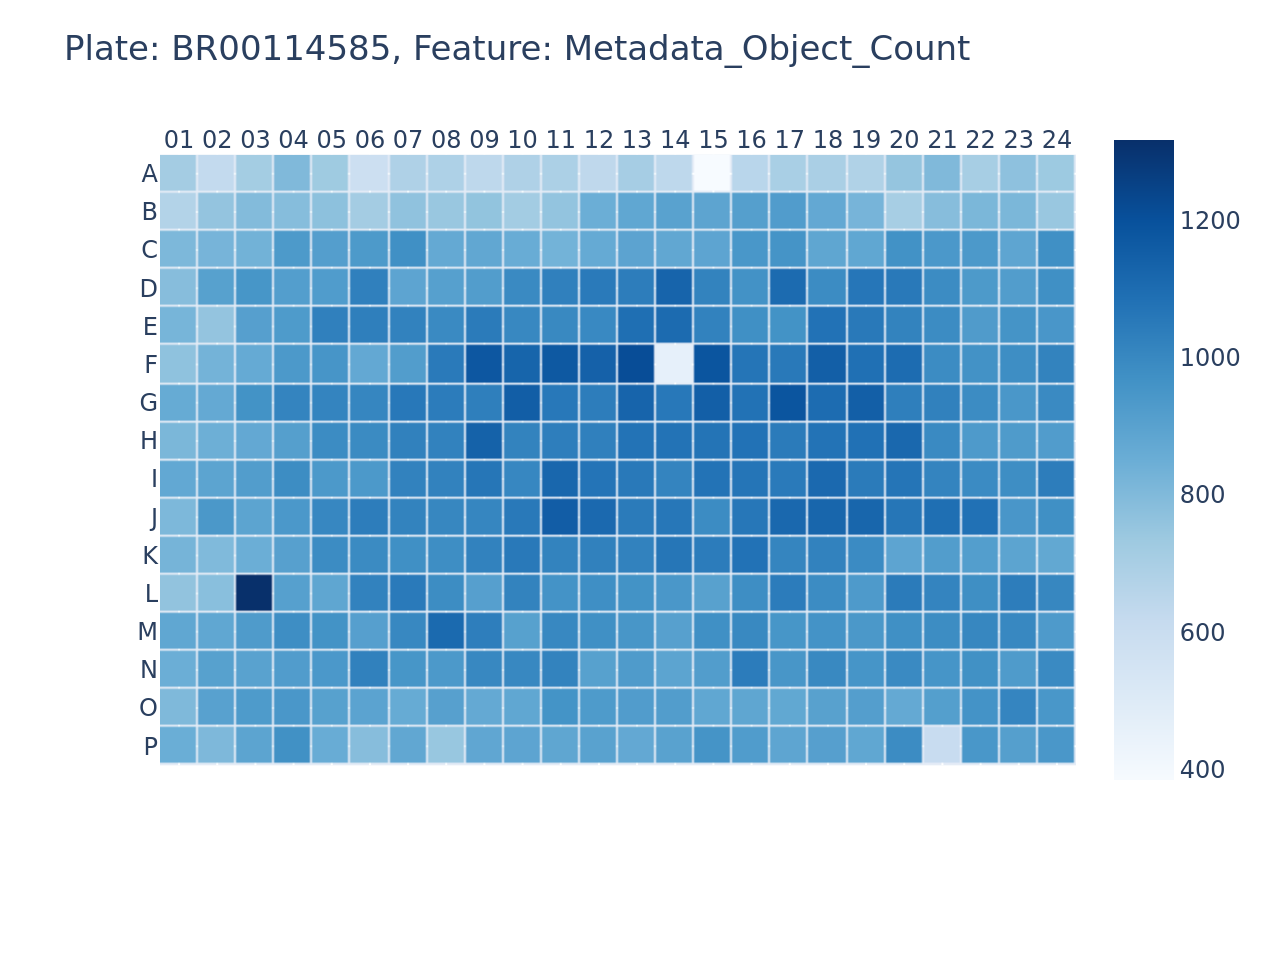 Plate: BR00114585, Feature: Metadata_Object_Count
01 02 03 04 05 06 07 08 09 10 11 12 13 14 15 16 17 18 19 20 21 22 23 24
A
B
C
D
E
F
G
H
I
J
K
L
M
N
O
P
1200
1000
800
600
400